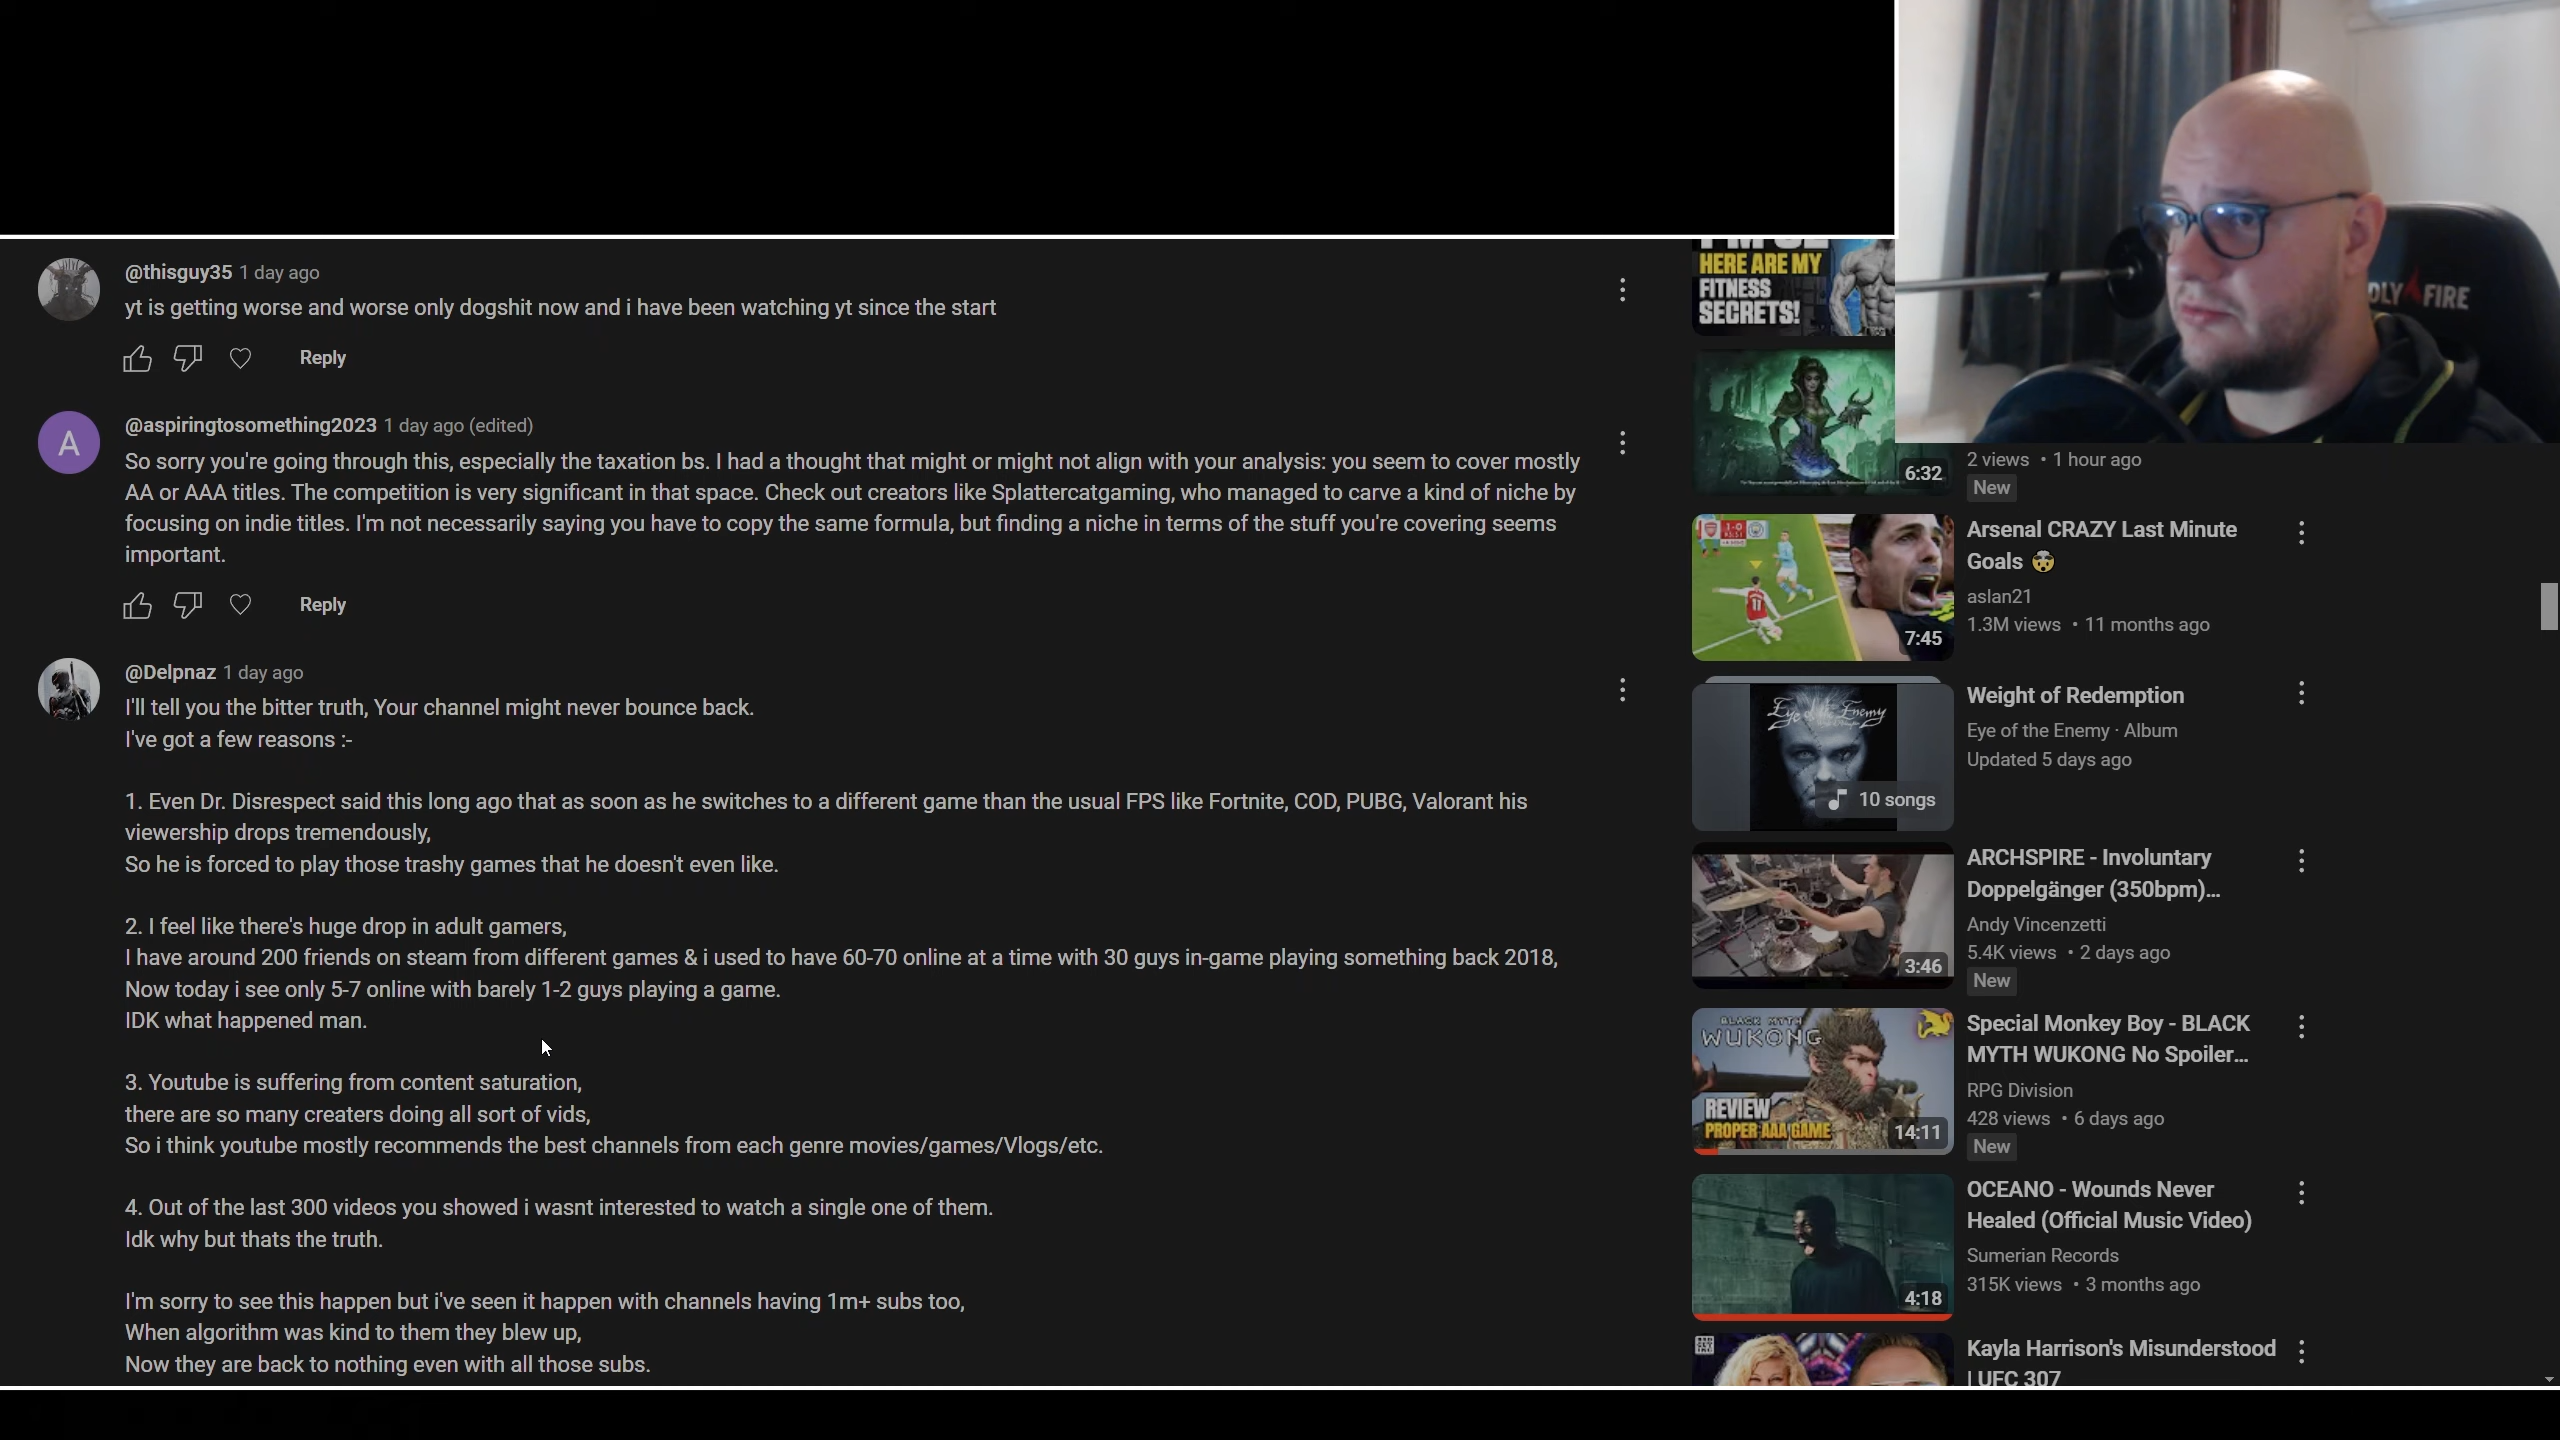 @thisguy35 1 day ago
yt is getting worse and worse only dogshit now and i have been watching yt since the start
Reply
@aspiringtosomething2023 1 day ago (edited)
So sorry you're going through this, especially the taxation bs. I had a thought that might or might not align with your analysis: you seem to cover mostly
AA or AAA titles. The competition is very significant in that space. Check out creators like Splattercatgaming, who managed to carve a kind of niche by
focusing on indie titles. I'm not necessarily saying you have to copy the same formula, but finding a niche in terms of the stuff you're covering seems
important.
Reply
A
@Delpnaz 1 day ago
I'll tell you the bitter truth, Your channel might never bounce back.
I've got a few reasons :-
1. Even Dr. Disrespect said this long ago that as soon as he switches to a different game than the usual FPS like Fortnite, COD, PUBG, Valorant his
viewership drops tremendously,
So he is forced to play those trashy games that he doesn't even like.
2. I feel like there's huge drop in adult gamers,
I have around 200 friends on steam from different games & i used to have 60-70 online at a time with 30 guys in-game playing something back 2018,
Now today i see only 5-7 online with barely 1-2 guys playing a game.
IDK what happened man.
3. Youtube is suffering from content saturation,
there are so many creaters doing all sort of vids,
So i think youtube mostly recommends the best channels from each genre movies/games/Vlogs/etc.
4. Out of the last 300 videos you showed i wasnt interested to watch a single one of them.
Idk why but thats the truth.
I'm sorry to see this happen but i've seen it happen with channels having 1m+ subs too,
When algorithm was kind to them they blew up,
Now they are back to nothing even with all those subs.
HERE ARE MY
FITNESS
SECRETS!
6:32
2 views • 1 hour ago
New
1-0
7:45
Arsenal CRAZY Last Minute
Goals 🤯
aslan21
1.3M views • 11 months ago
Eye of the Enemy
10 songs
Weight of Redemption
Eye of the Enemy · Album
Updated 5 days ago
3:46
ARCHSPIRE - Involuntary
Doppelgänger (350bpm)...
Andy Vincenzetti
5.4K views • 2 days ago
New
BLACK MYTH
WUKONG
REVIEW
PROPER AAA GAME
14:11
Special Monkey Boy - BLACK
MYTH WUKONG No Spoiler...
RPG Division
428 views • 6 days ago
New
4:18
OCEANO - Wounds Never
Healed (Official Music Video)
Sumerian Records
315K views • 3 months ago
Kayla Harrison's Misunderstood
| UFC 307
FIRE